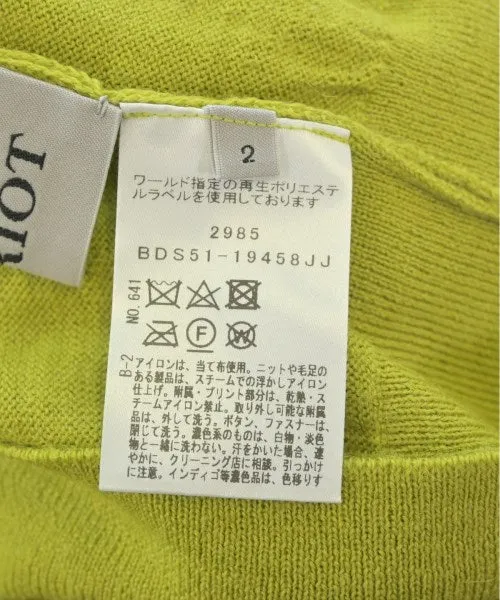 RIOT
2
ワールド指定の再生ポリエステ
ルラベルを使用しております
2985
BDS51-19458JJ
NO.641
F
W
B-2
アイロンは、当て布使用。ニットや毛足の
ある製品は、スチームでの浮かしアイロン
仕上げ。附属・プリント部分は、乾熱・ス
チームアイロン禁止。取り外し可能な附属
品は、外して洗う。ボタン、ファスナーは、
閉じて洗う。濃色系のものは、白物・淡色
物と一緒に洗わない。汗をかいた場合、速
やかに、クリーニング店に相談。引っかけ
に注意。インディゴ等濃色品は、色移りす